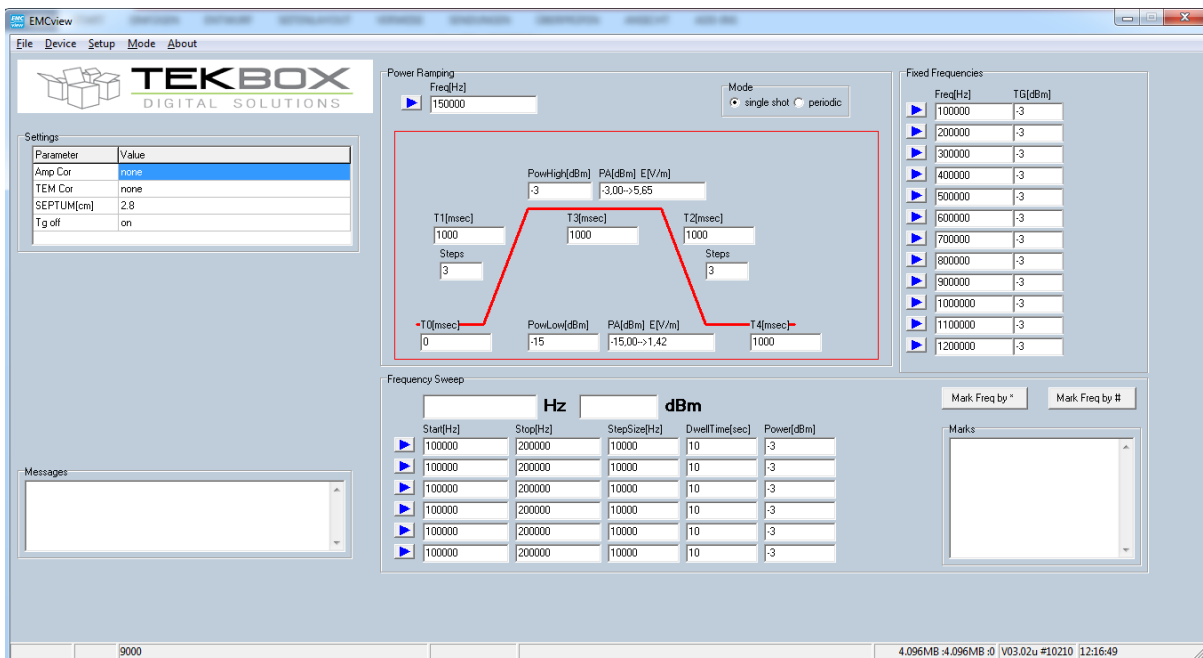 EMCview
File Device Setup Mode About
TEKBOX
DIGITAL SOLUTIONS
Settings
Parameter Value
Amp Cor none
TEM Cor none
SEPTUM[cm] 2.8
Tg off on
Messages
Power Ramping
Freq[Hz]
150000
Mode
single shot periodic
PowHigh[dBm] PA[dBm] E[V/m]
-3 -3,00-->5,65
T1[msec] T3[msec] T2[msec]
1000 1000 1000
Steps Steps
3 3
T0[msec] PowLow[dBm] PA[dBm] E[V/m] T4[msec]
0 -15 -15,00-->1,42 1000
Fixed Frequencies
Freq[Hz] TG[dBm]
100000 -3
200000 -3
300000 -3
400000 -3
500000 -3
600000 -3
700000 -3
800000 -3
900000 -3
1000000 -3
1100000 -3
1200000 -3
Frequency Sweep
Hz dBm
Mark Freq by * Mark Freq by #
Start[Hz] Stop[Hz] StepSize[Hz] DwellTime[sec] Power[dBm]
100000 200000 10000 10 -3
100000 200000 10000 10 -3
100000 200000 10000 10 -3
100000 200000 10000 10 -3
100000 200000 10000 10 -3
100000 200000 10000 10 -3
Marks
9000 4.096MB :4.096MB :0 V03.02u #10210 12:16:49